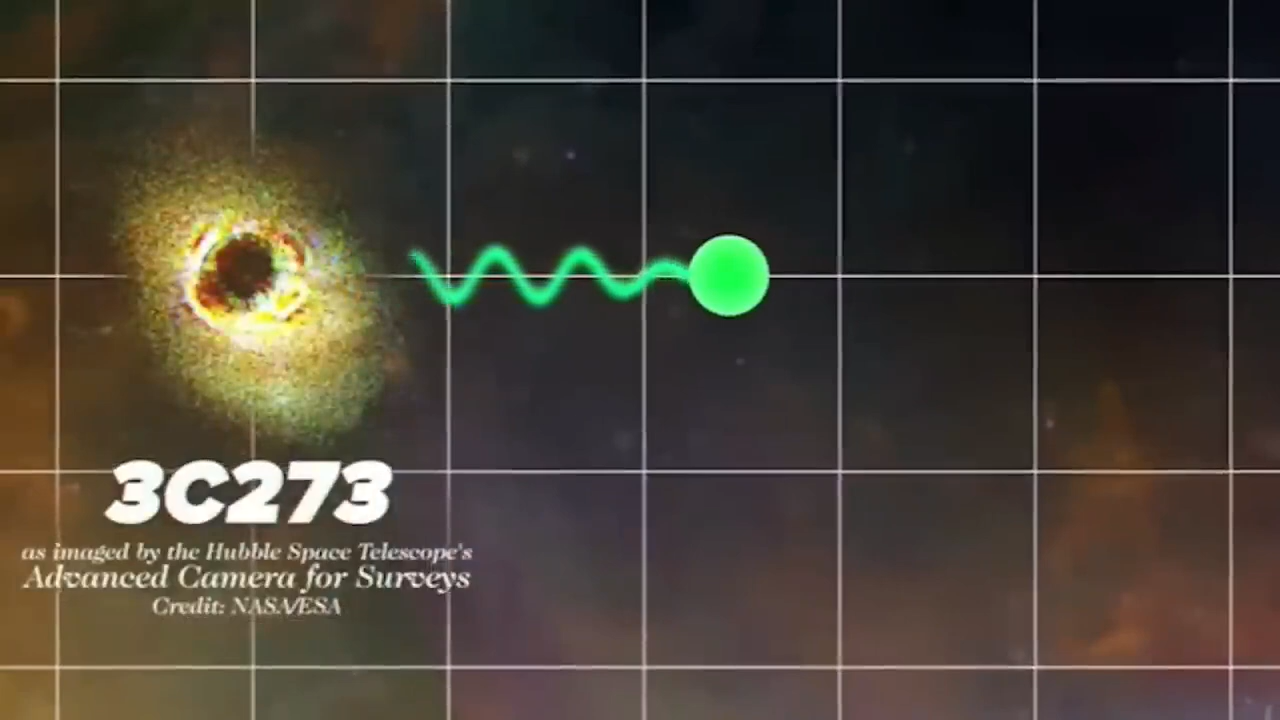 3C273
as imaged by the Hubble Space Telescope's
Advanced Camera for Surveys
Credit: NASA/ESA